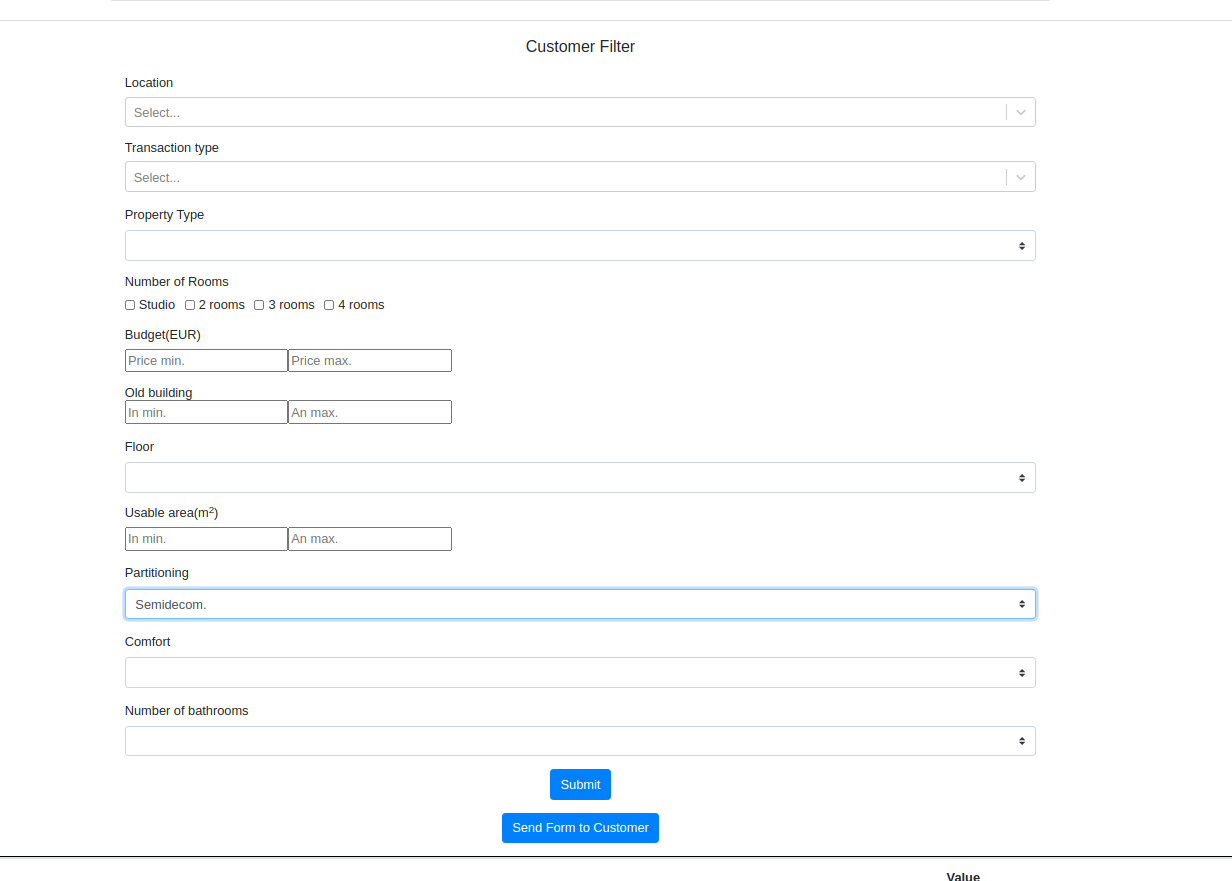 Customer Filter
Location
Select...
Transaction type
Select...
Property Type
Number of Rooms
Studio 2 rooms 3 rooms 4 rooms
Budget(EUR)
Price min. Price max.
Old building
In min. An max.
Floor
Usable area(m²)
In min. An max.
Partitioning
Semidecom.
Comfort
Number of bathrooms
Submit
Send Form to Customer
Value